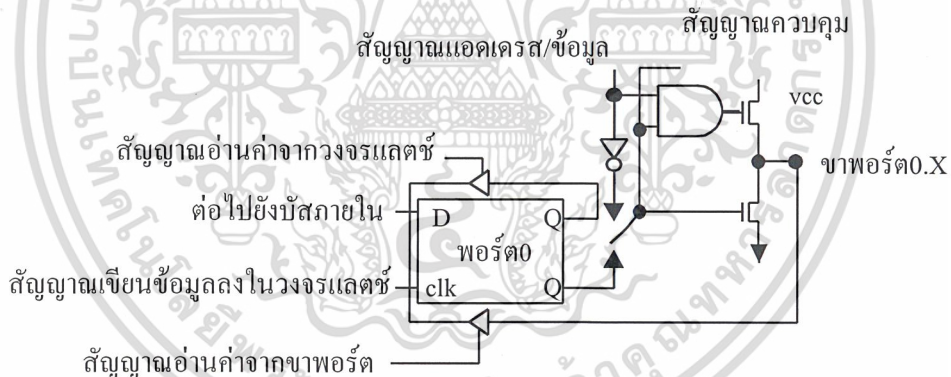 สัญญาณควบคุม
สัญญาณแอดเดรส/ข้อมูล
vcc
สัญญาณอ่านค่าจากวงจรแลตช์
ขาพอร์ต0.X
ต่อไปยังบัสภายใน
D
Q
พอร์ต0
สัญญาณเขียนข้อมูลลงในวงจรแลตช์
clk
Q
สัญญาณอ่านค่าจากขาพอร์ต